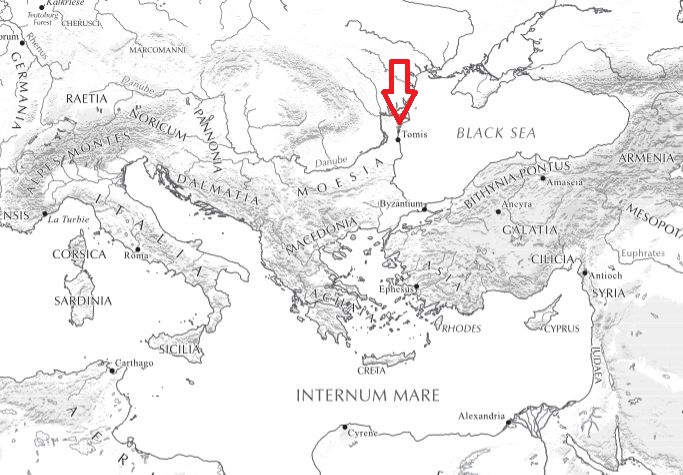 Kalkriese
Teutoburg
Forest
CHERUSCI
Rhenus
MARCOMANNI
GERMANIA
Danube
RAETIA
NORICUM
PANNONIA
ALPES MONTES
Tomis
BLACK SEA
ARMENIA
Danube
MOESIA
DALMATIA
BITHYNIA-PONTUS
Amaseia
Byzantium
Ancyra
MESOPOTA
La Turbie
ITALIA
MACEDONIA
GALATIA
Euphrates
CORSICA
Roma
ASIA
CILICIA
Antioch
Ephesus
SYRIA
SARDINIA
ACHAIA
RHODES
CYPRUS
SICILIA
CRETA
IUDAEA
Carthago
INTERNUM MARE
Alexandria
Cyrene
AFR